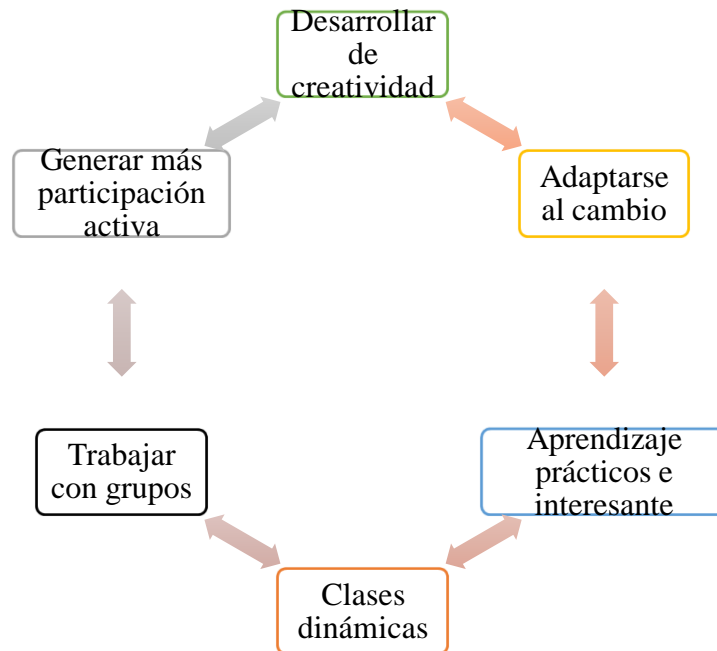 Desarrollar
de
creatividad
Generar más
participación
activa
Adaptarse
al cambio
Trabajar
con grupos
Aprendizaje
prácticos e
interesante
Clases
dinámicas